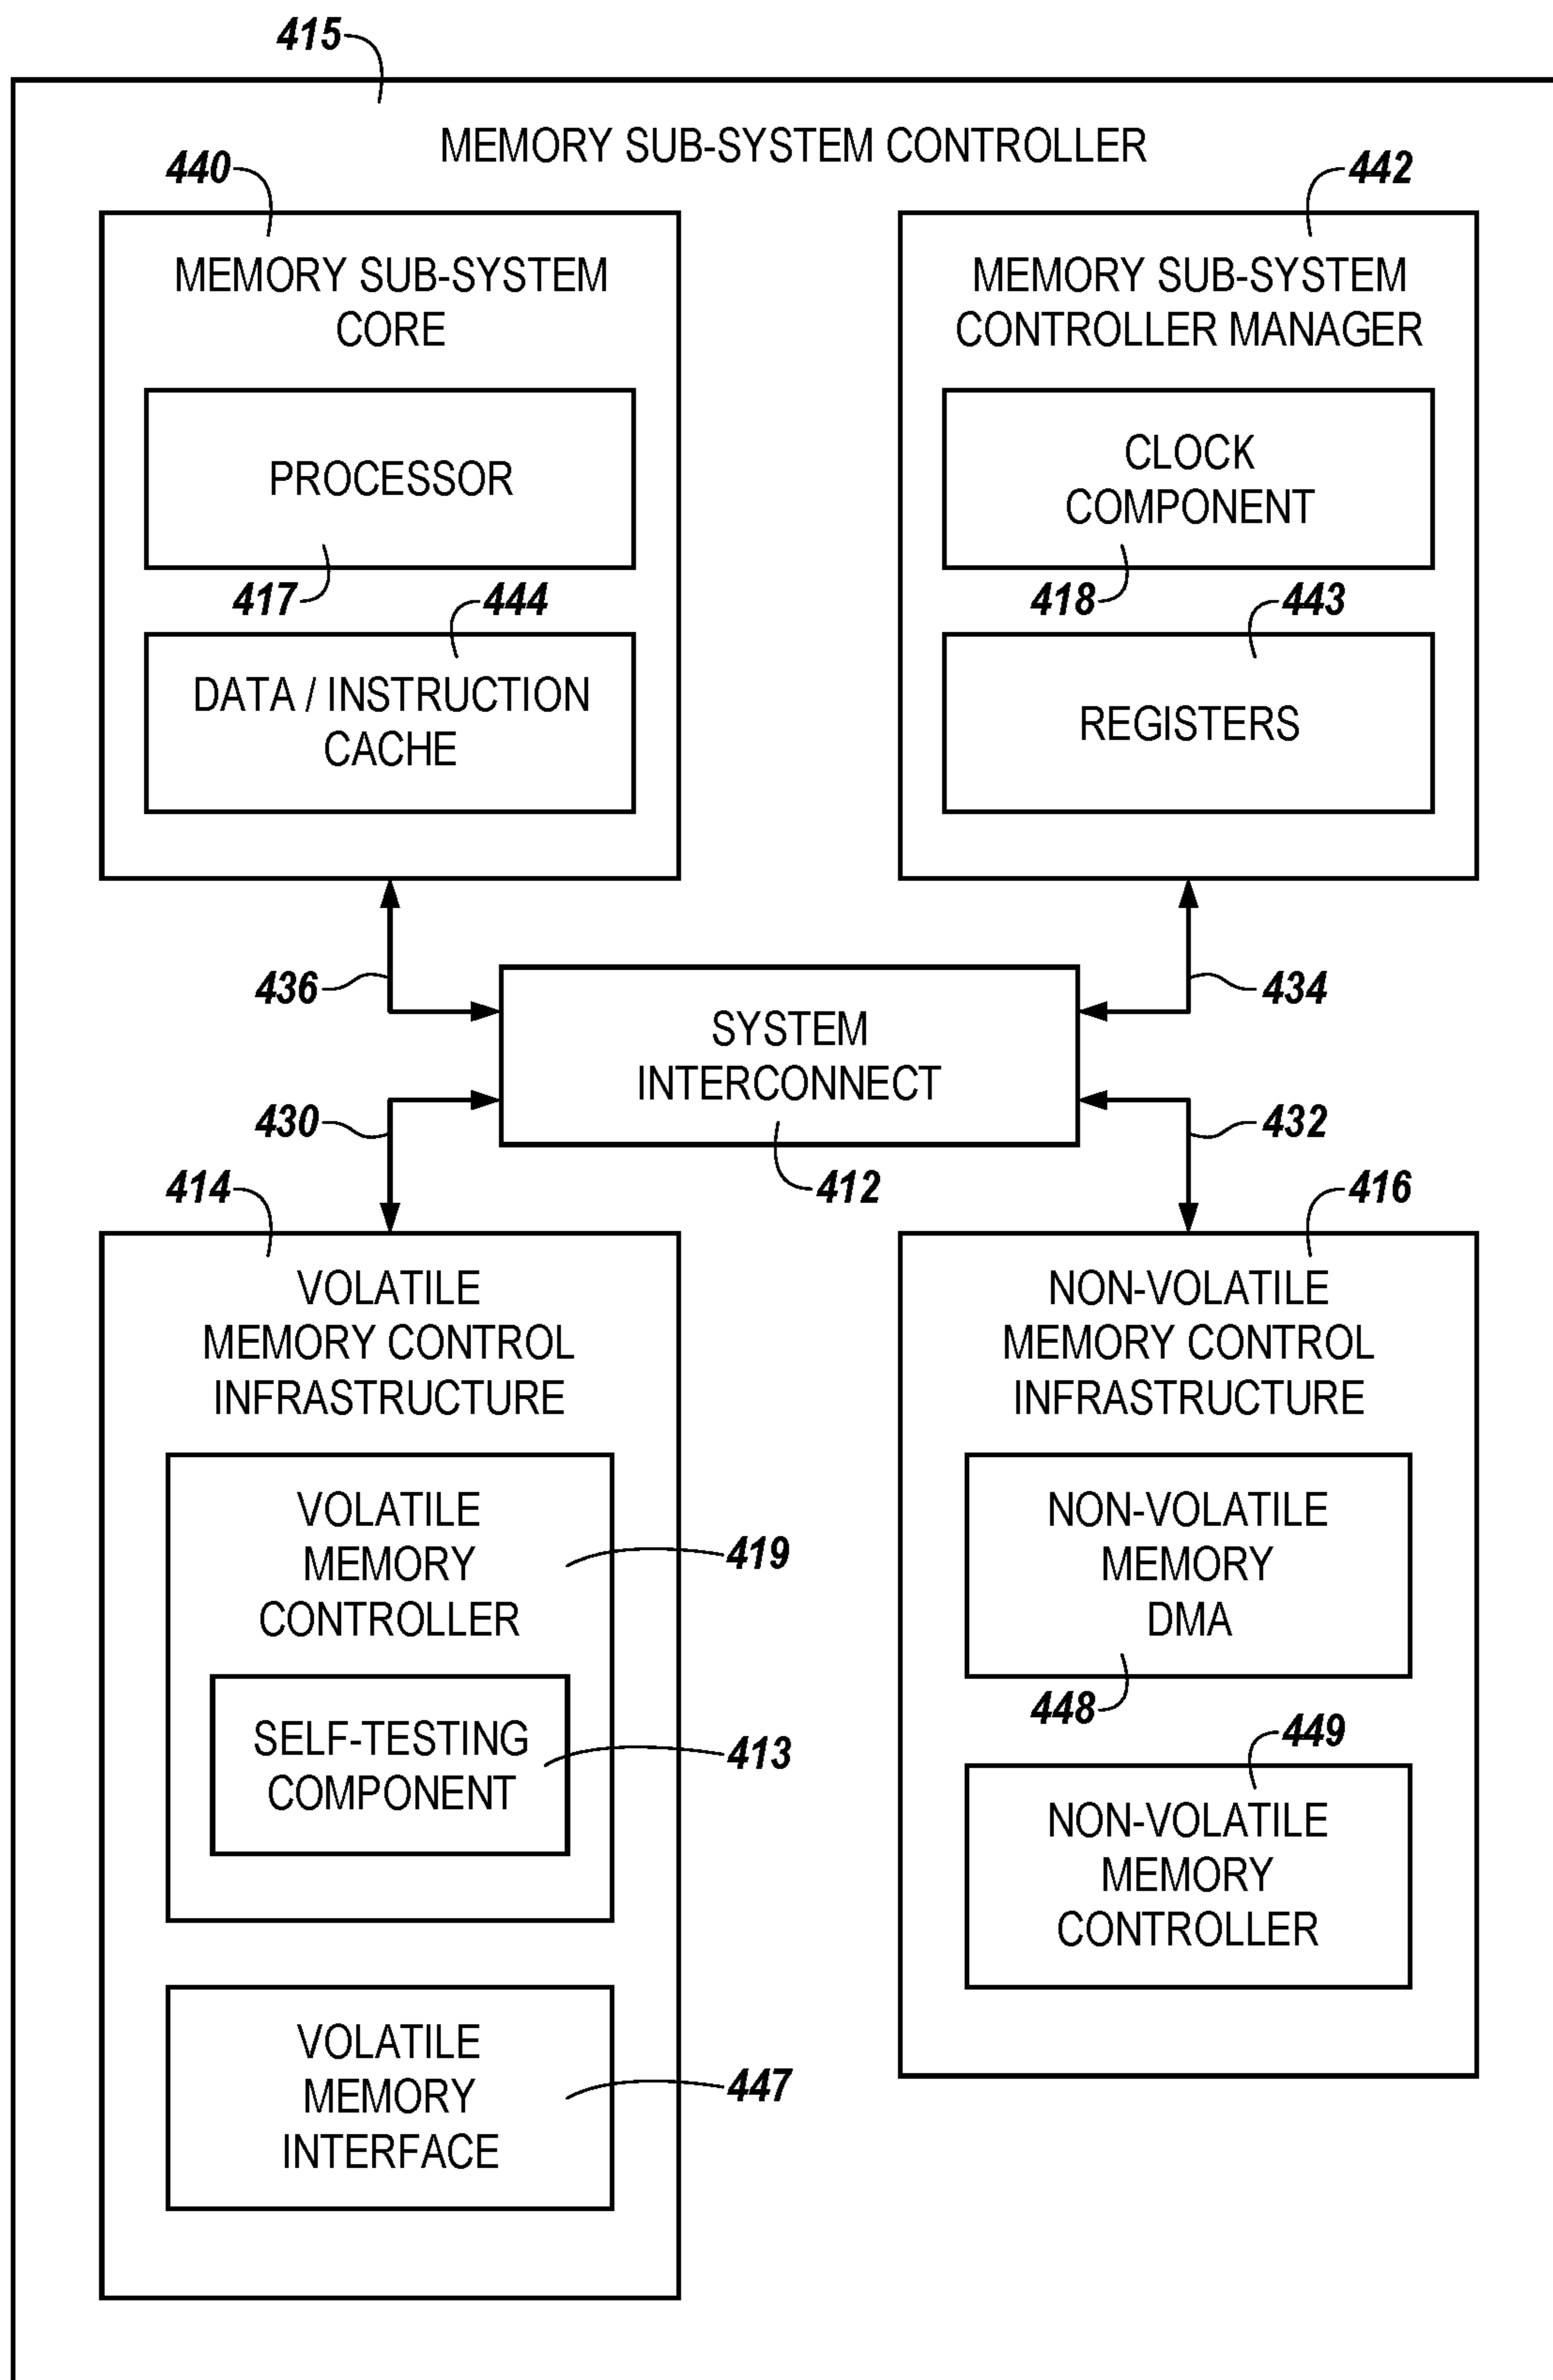 415
MEMORY SUB-SYSTEM CONTROLLER
440
MEMORY SUB-SYSTEM
CORE
PROCESSOR
417
444
DATA / INSTRUCTION
CACHE
442
MEMORY SUB-SYSTEM
CONTROLLER MANAGER
CLOCK
COMPONENT
418
443
REGISTERS
436
434
SYSTEM
INTERCONNECT
430
432
412
414
VOLATILE
MEMORY CONTROL
INFRASTRUCTURE
VOLATILE
MEMORY
CONTROLLER
419
SELF-TESTING
COMPONENT
413
VOLATILE
MEMORY
INTERFACE
447
416
NON-VOLATILE
MEMORY CONTROL
INFRASTRUCTURE
NON-VOLATILE
MEMORY
DMA
448
449
NON-VOLATILE
MEMORY
CONTROLLER